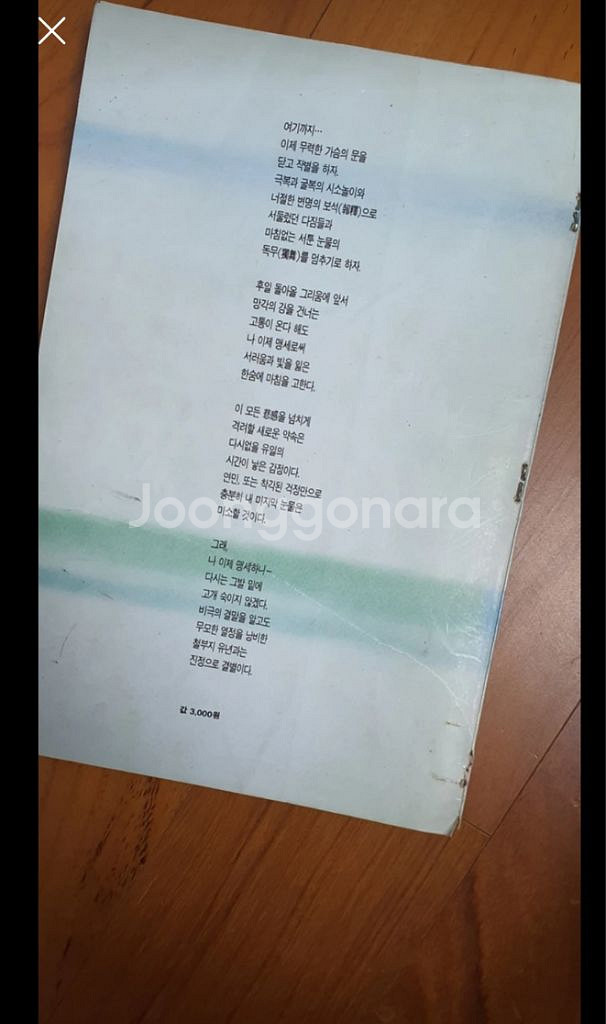 여기까지…
이제 무력한 가슴의 문을
닫고 작별을 하자.
극복과 굴복의 시소놀이와
너절한 변명의 보석(補釋)으로
서둘렀던 다짐들과
마침없는 서툰 눈물의
독무(獨舞)를 멈추기로 하자.
후일 돌아올 그리움에 앞서
망각의 강을 건너는
고통이 온다 해도
나 이제 맹세로써
서러움과 빛을 잃은
한숨에 마침을 고한다.
이 모든 悲感을 넘치게
격려할 새로운 약속은
다시없을 유일의
시간이 낳은 감정이다.
연민, 또는 착각된 걱정만으로
충분히 내 마지막 눈물은
미소할 것이다.
Joonggonara
그래,
나 이제 맹세하니—
다시는 그발 밑에
고개 숙이지 않겠다.
비극의 결말을 알고도
무모한 열정을 낭비한
철부지 유년과는
진정으로 결별이다.
값 3,000원